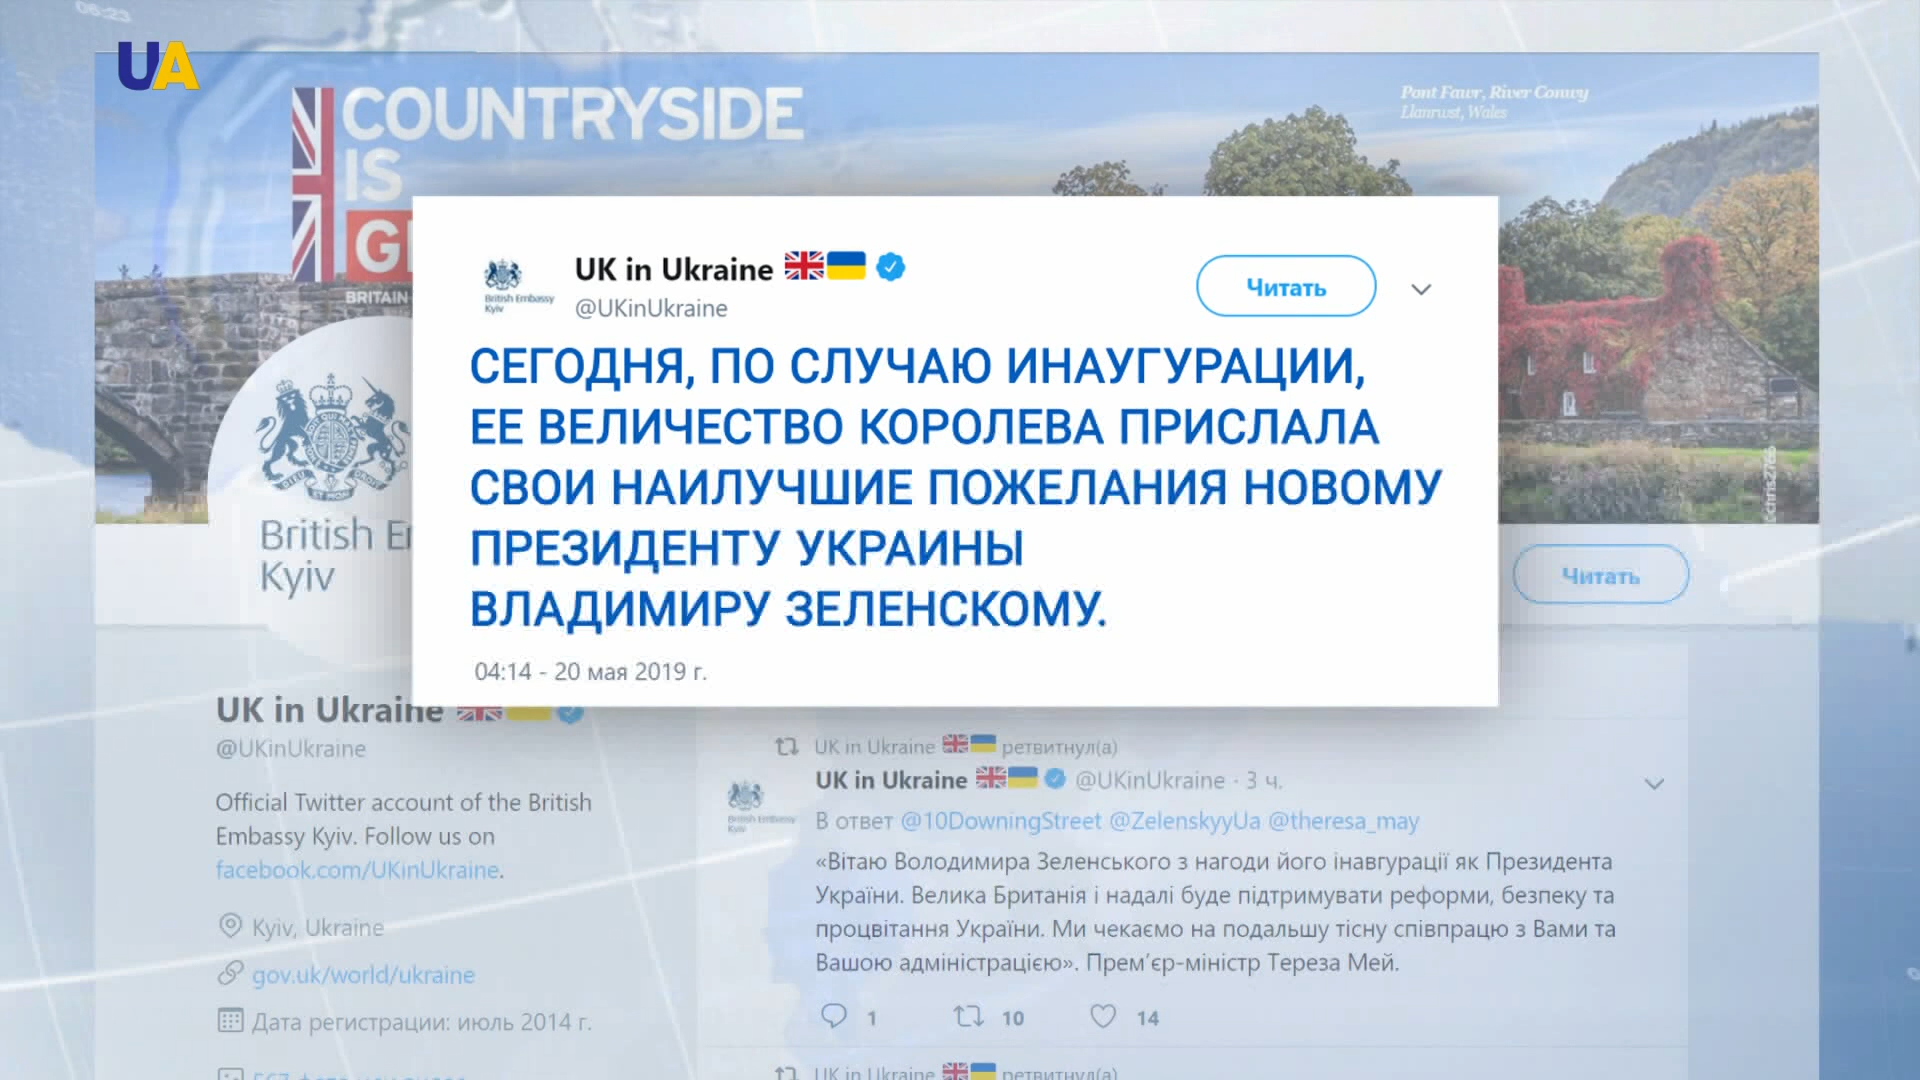 UA
COUNTRYSIDE
IS
BRITAIN
Pont Fawr, River Conwy
Llanrwst, Wales
UK in Ukraine
@UKinUkraine
British Embassy
Kyiv
Читать
СЕГОДНЯ, ПО СЛУЧАЮ ИНАУГУРАЦИИ,
ЕЕ ВЕЛИЧЕСТВО КОРОЛЕВА ПРИСЛАЛА
СВОИ НАИЛУЧШИЕ ПОЖЕЛАНИЯ НОВОМУ
ПРЕЗИДЕНТУ УКРАИНЫ
ВЛАДИМИРУ ЗЕЛЕНСКОМУ.
04:14 - 20 мая 2019 г.
British
Kyiv
Читать
UK in Ukraine
@UKinUkraine
Official Twitter account of the British
Embassy Kyiv. Follow us on
facebook.com/UKinUkraine.
Kyiv, Ukraine
gov.uk/world/ukraine
Дата регистрации: июль 2014 г.
UK in Ukraine ретвитнул(а)
UK in Ukraine @UKinUkraine · 3 ч.
British Embassy
Kyiv
В ответ @10DowningStreet @ZelenskyyUa @theresa_may
«Вітаю Володимира Зеленського з нагоди його інавгурації як Президента
України. Велика Британія і надалі буде підтримувати реформи, безпеку та
процвітання України. Ми чекаємо на подальшу тісну співпрацю з Вами та
Вашою адміністрацією». Прем’єр-міністр Тереза Мей.
1 10 14
UK in Ukraine ретвитнул(а)